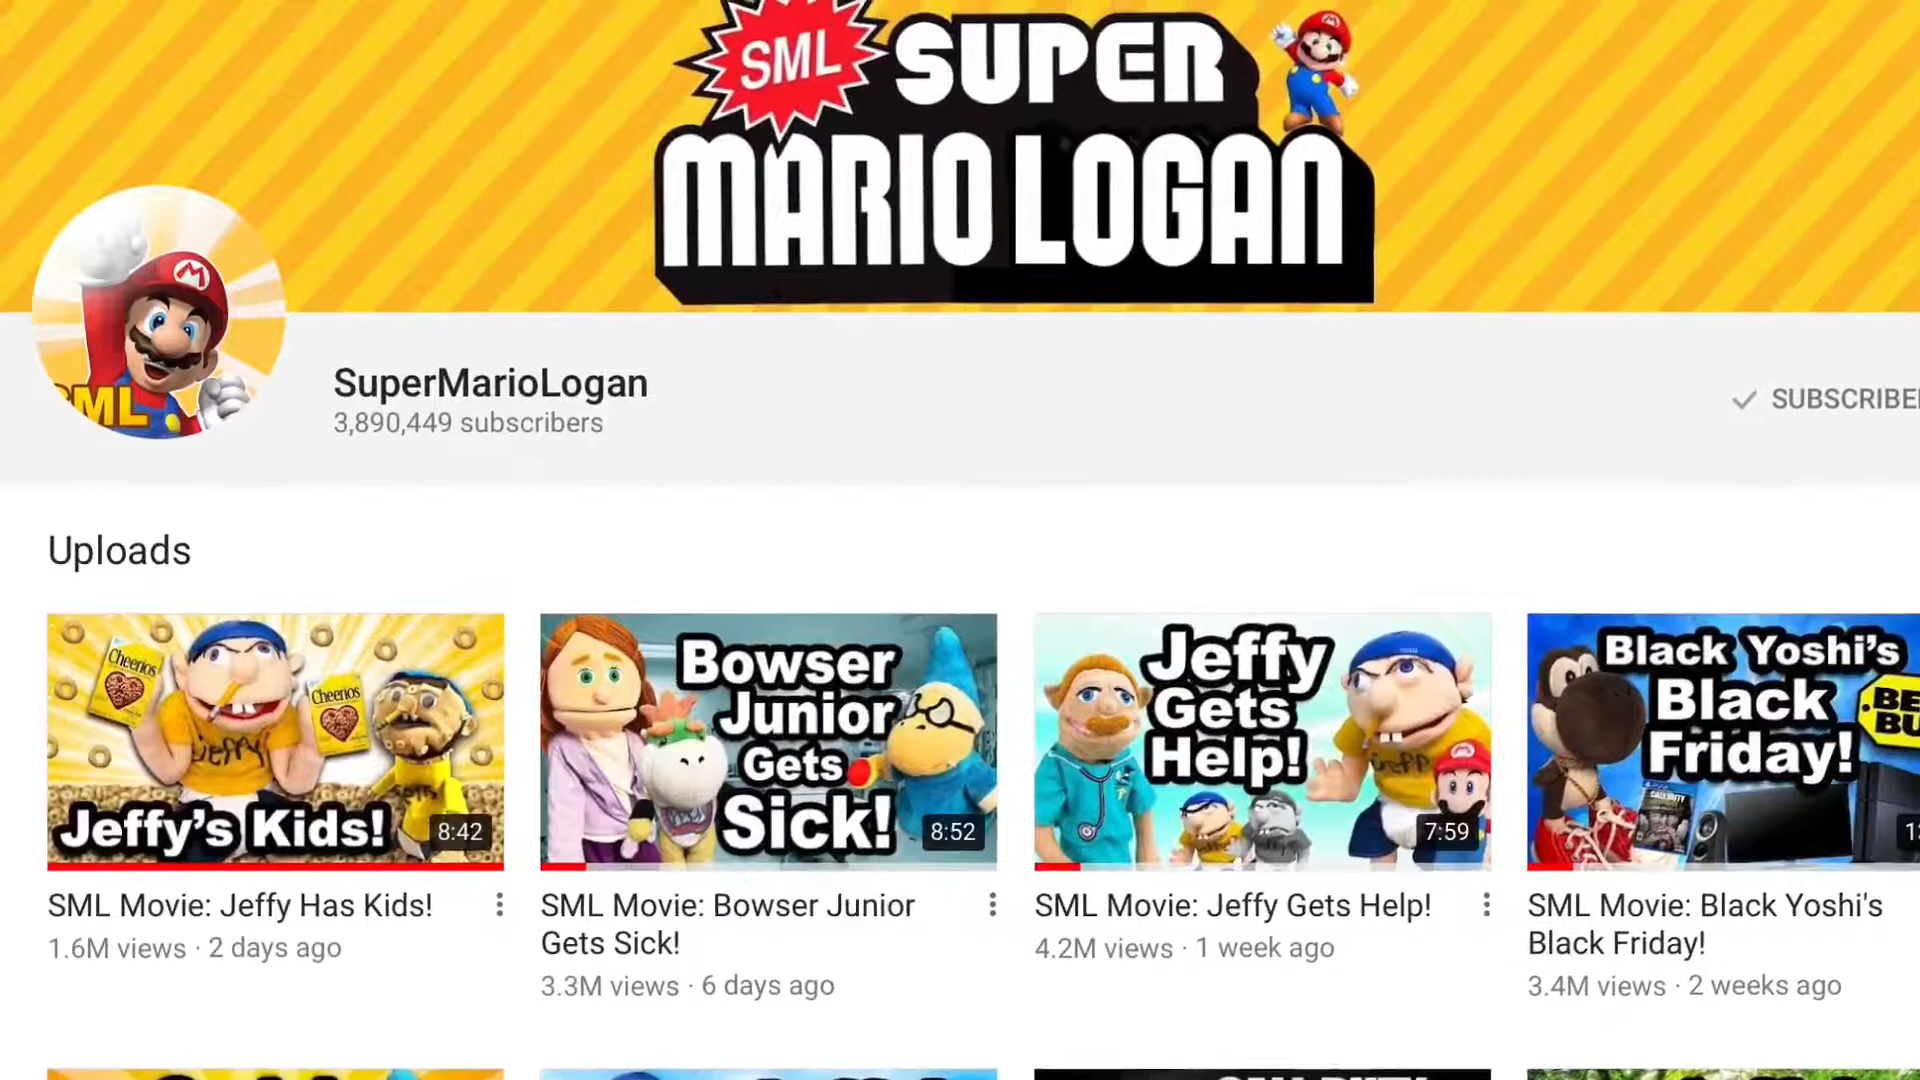 SML
SUPER
MARIO LOGAN
SML
SuperMarioLogan
3,890,449 subscribers
SUBSCRIBE
Uploads
Cheerios
Cheerios
Jeffy
Jeffy's Kids!
8:42
Bowser
Junior
Gets
Sick!
8:52
Jeffy
Gets
Help!
7:59
Black Yoshi's
Black
Friday!
BE
BU
SML Movie: Jeffy Has Kids!
1.6M views · 2 days ago
SML Movie: Bowser Junior
Gets Sick!
3.3M views · 6 days ago
SML Movie: Jeffy Gets Help!
4.2M views · 1 week ago
SML Movie: Black Yoshi's
Black Friday!
3.4M views · 2 weeks ago